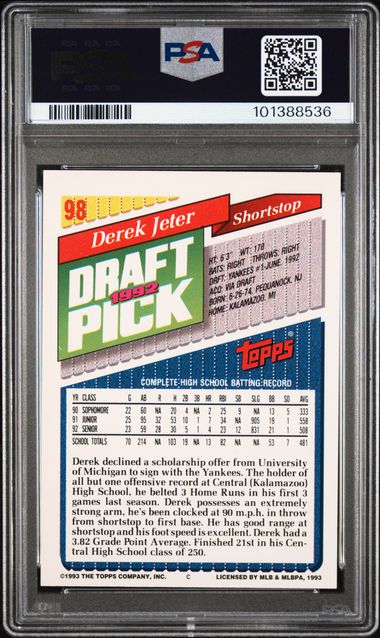 PSA
PSA
101388536
98
Derek Jeter
Shortstop
DRAFT
1992
PICK
HT: 6'3" WT: 178
BATS: RIGHT THROWS: RIGHT
DRAFT: YANKEES #1-JUNE, 1992
ACQ: VIA DRAFT
BORN: 6-26-74, PEQUANOCK, NJ
HOME: KALAMAZOO, MI
TOPPS®
COMPLETE HIGH SCHOOL BATTING RECORD
YR CLASS G AB R H 2B 3B HR RBI SB SLG BB SO AVG
90 SOPHOMORE 22 60 NA 20 4 NA 2 25 9 NA 13 5 .333
91 JUNIOR 25 95 32 53 10 1 7 34 NA .905 19 1 .558
92 SENIOR 23 59 28 30 5 1 4 23 12 .831 21 1 .508
SCHOOL TOTALS 70 214 NA 103 19 NA 13 82 NA NA 53 7 .481
Derek declined a scholarship offer from University
of Michigan to sign with the Yankees. The holder of
all but one offensive record at Central (Kalamazoo)
High School, he belted 3 Home Runs in his first 3
games last season. Derek possesses an extremely
strong arm, he's been clocked at 90 m.p.h. in throw
from shortstop to first base. He has good range at
shortstop and his foot speed is excellent. Derek had a
3.82 Grade Point Average. Finished 21st in his Cen-
tral High School class of 250.
©1993 THE TOPPS COMPANY, INC. C LICENSED BY MLB & MLBPA, 1993